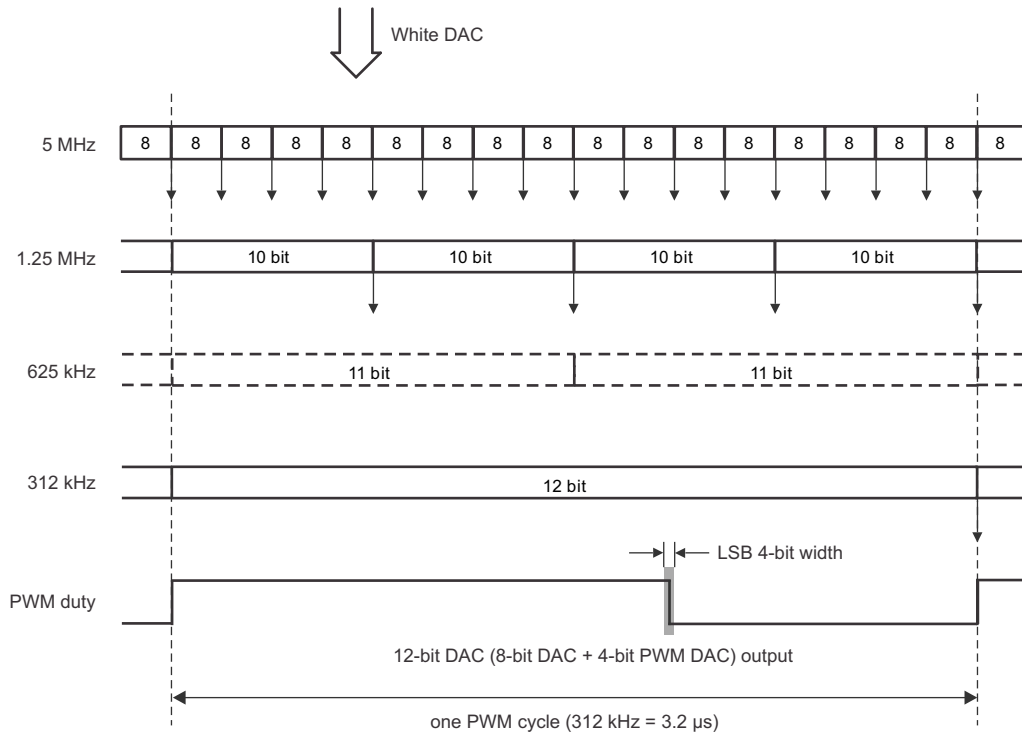 White DAC
5 MHz 8 8 8 8 8 8 8 8 8 8 8 8 8 8 8 8 8 8
1.25 MHz 10 bit 10 bit 10 bit 10 bit
625 kHz 11 bit 11 bit
312 kHz 12 bit
LSB 4-bit width
PWM duty
12-bit DAC (8-bit DAC + 4-bit PWM DAC) output
one PWM cycle (312 kHz = 3.2 μs)